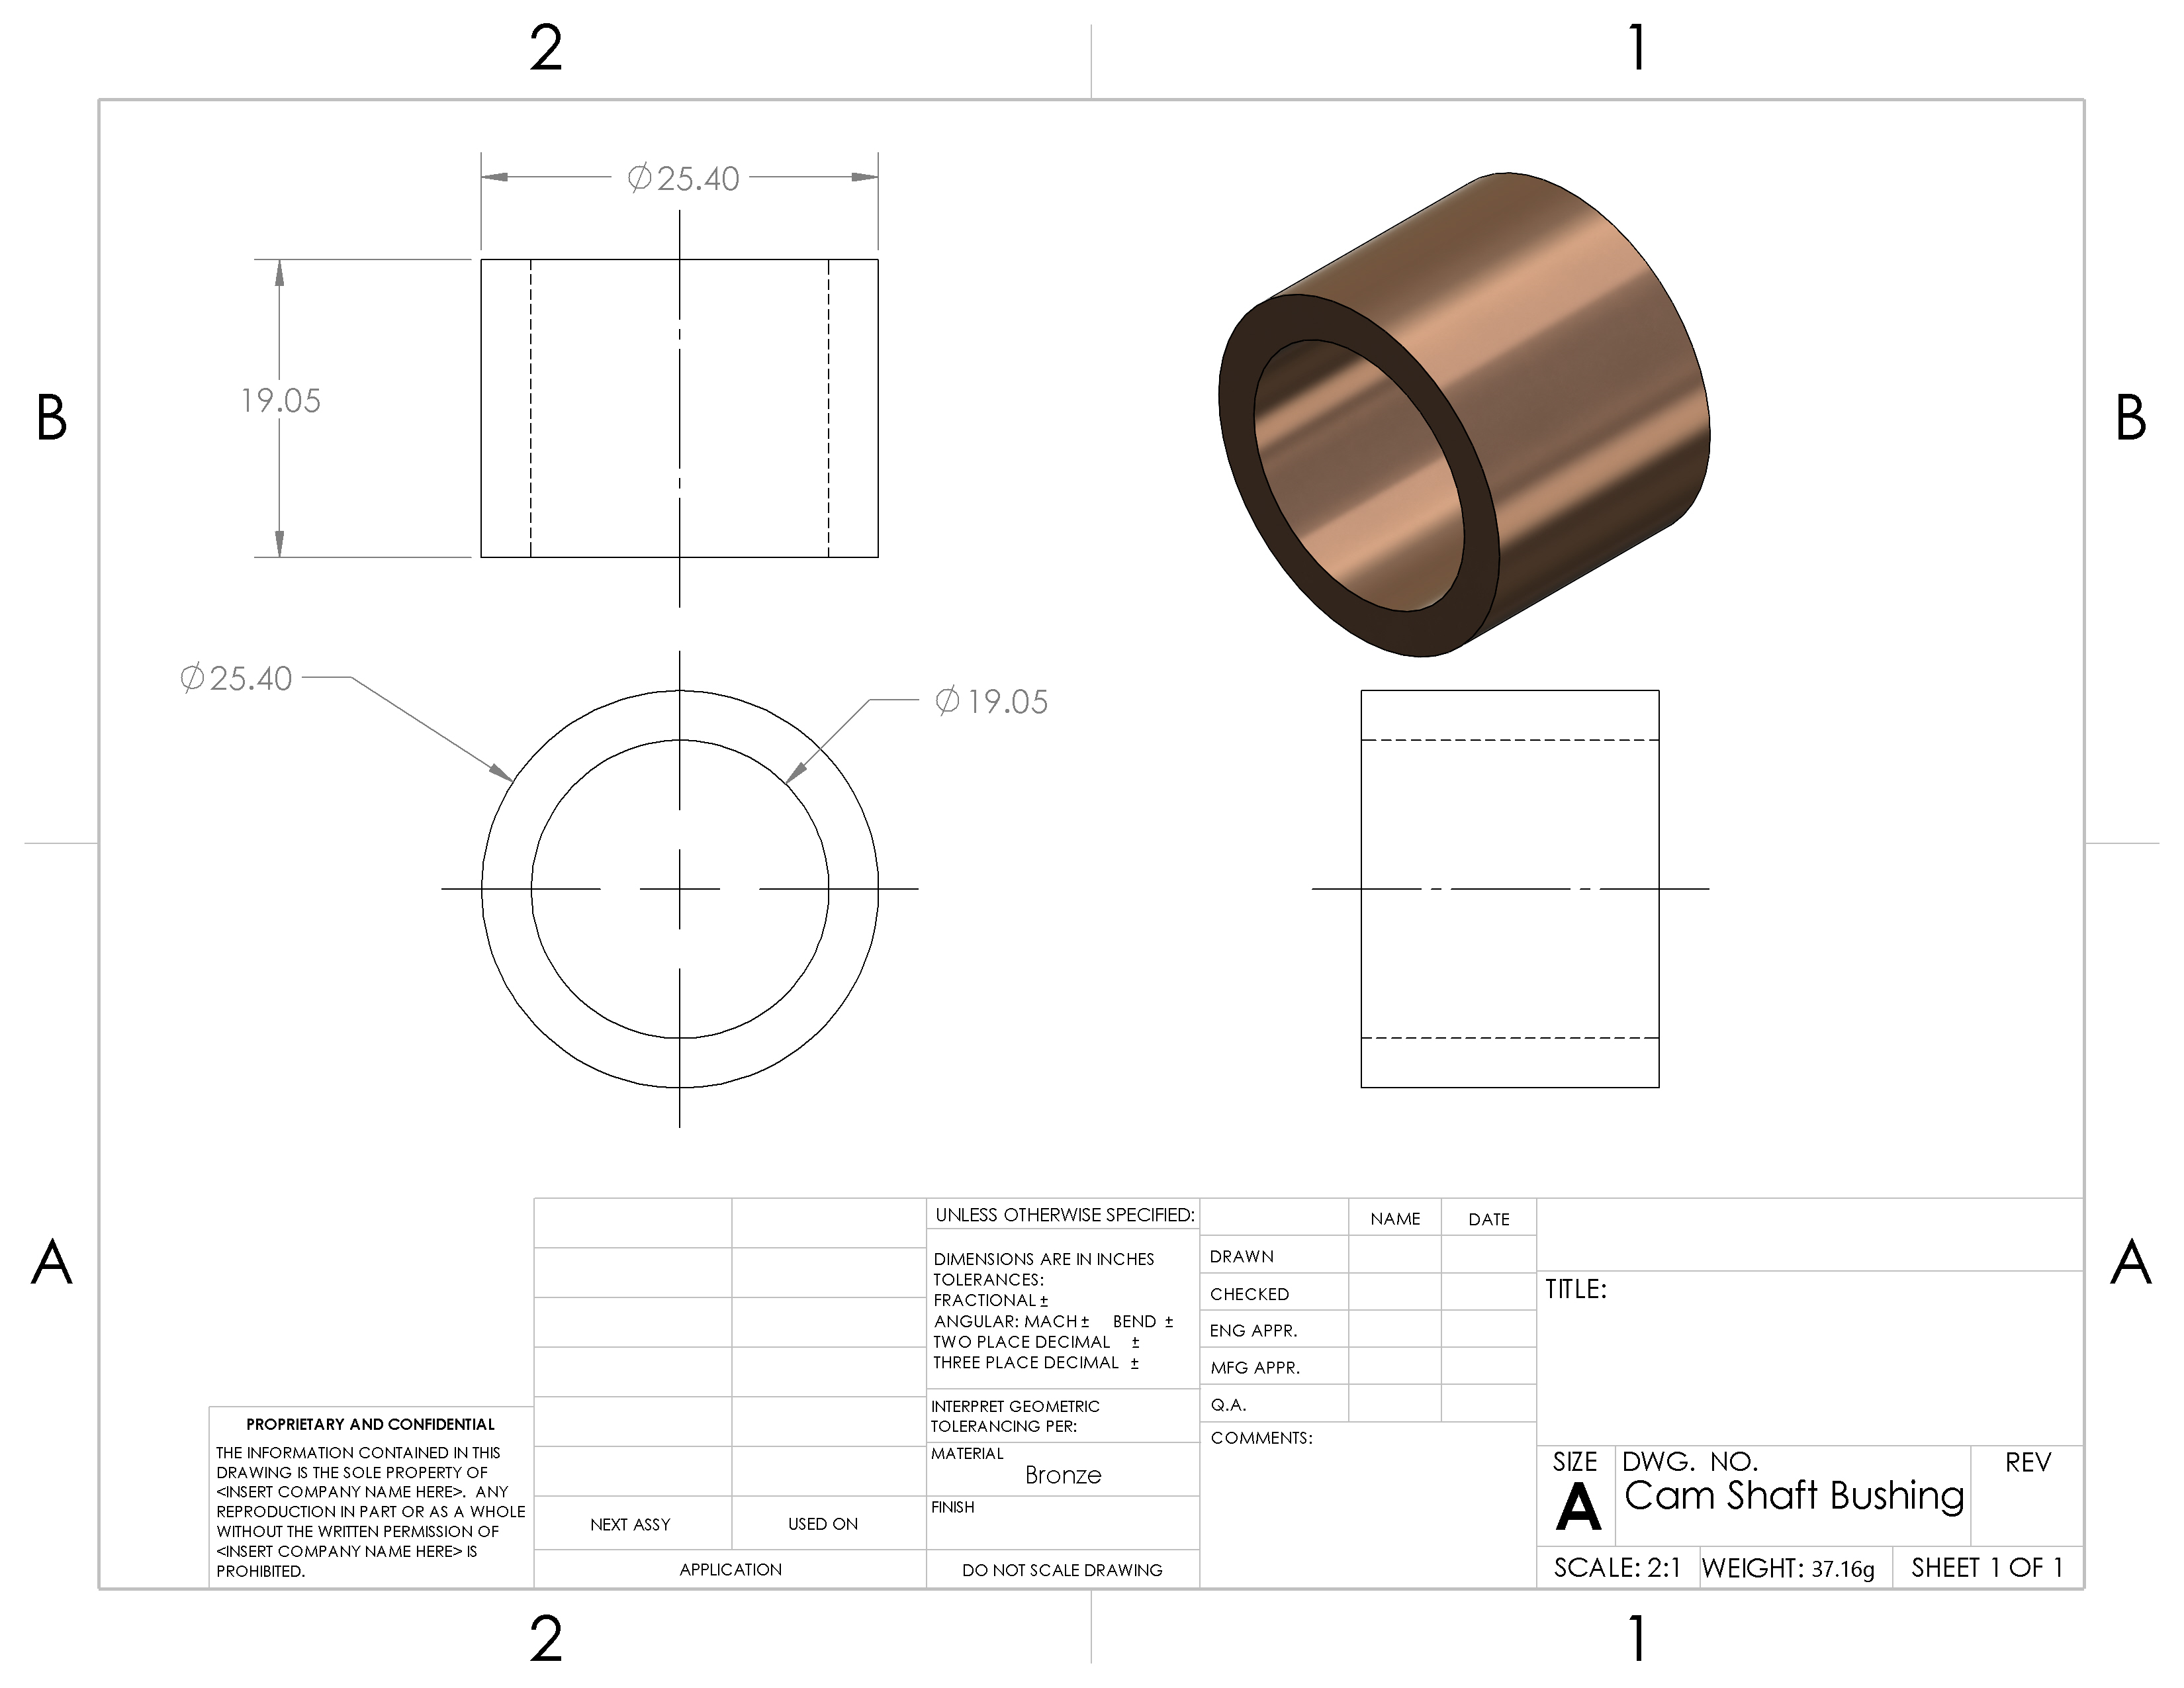 2 1
⌀25.40
19.05
B B
⌀25.40
⌀19.05
A A
UNLESS OTHERWISE SPECIFIED:
DIMENSIONS ARE IN INCHES
TOLERANCES:
FRACTIONAL ±
ANGULAR: MACH ± BEND ±
TWO PLACE DECIMAL ±
THREE PLACE DECIMAL ±
INTERPRET GEOMETRIC
TOLERANCING PER:
MATERIAL
Bronze
FINISH
DO NOT SCALE DRAWING
NAME DATE
DRAWN
CHECKED
ENG APPR.
MFG APPR.
Q.A.
COMMENTS:
TITLE:
SIZE DWG. NO. REV
A Cam Shaft Bushing
SCALE: 2:1 WEIGHT: 37.16g SHEET 1 OF 1
PROPRIETARY AND CONFIDENTIAL
THE INFORMATION CONTAINED IN THIS
DRAWING IS THE SOLE PROPERTY OF
<INSERT COMPANY NAME HERE>. ANY
REPRODUCTION IN PART OR AS A WHOLE
WITHOUT THE WRITTEN PERMISSION OF
<INSERT COMPANY NAME HERE> IS
PROHIBITED.
NEXT ASSY USED ON
APPLICATION
2 1